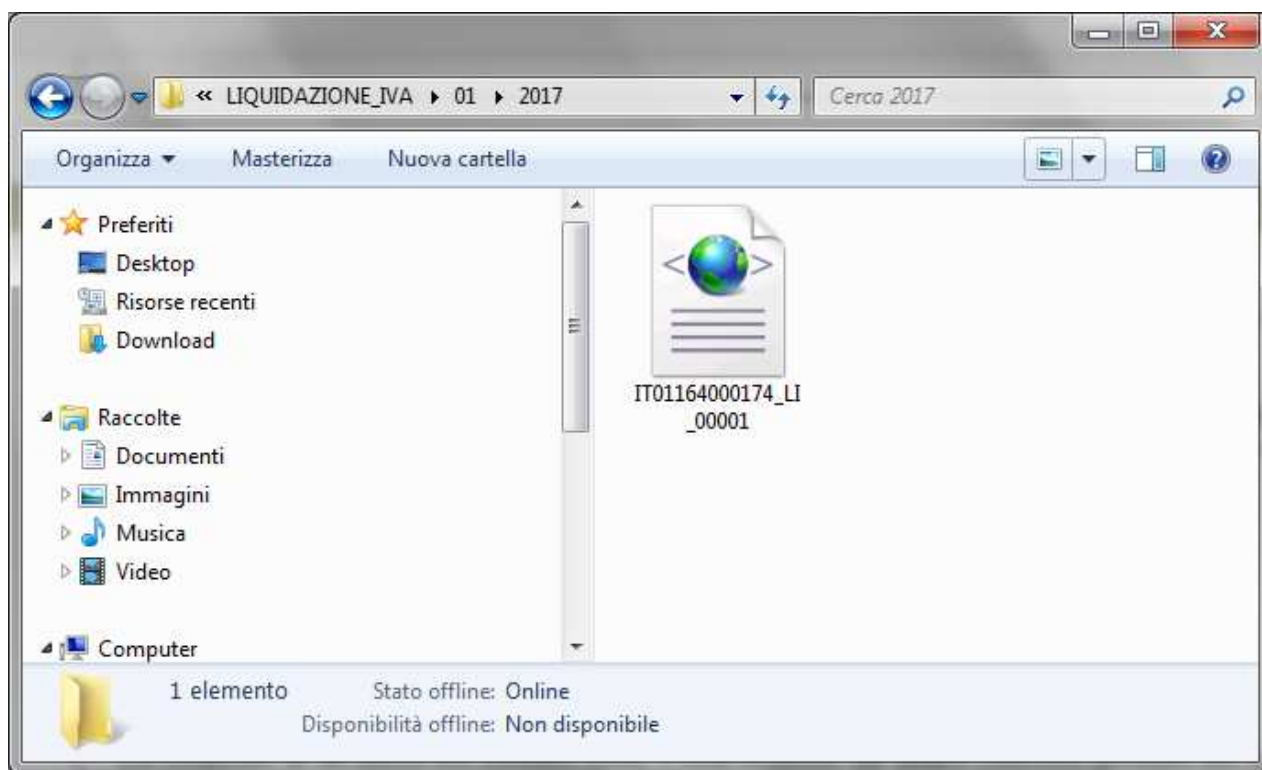 « LIQUIDAZIONE_IVA ▸ 01 ▸ 2017
Cerca 2017
Organizza
Masterizza
Nuova cartella
Preferiti
Desktop
Risorse recenti
Download
Raccolte
Documenti
Immagini
Musica
Video
Computer
IT01164000174_LI
_00001
1 elemento
Stato offline: Online
Disponibilità offline: Non disponibile